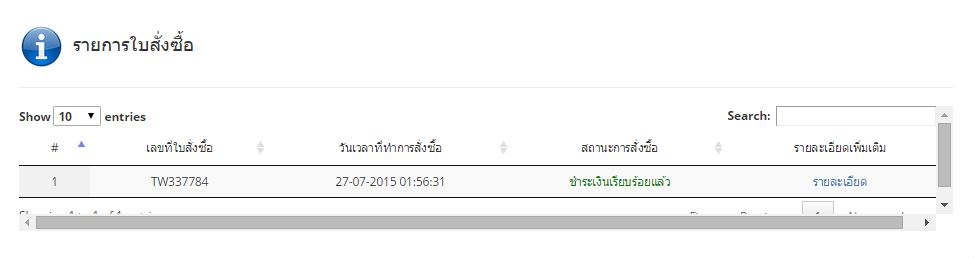 รายการใบสั่งซื้อ
Show 10 entries
Search:
# เลขที่ใบสั่งซื้อ วันเวลาที่ทำการสั่งซื้อ สถานะการสั่งซื้อ รายละเอียดเพิ่มเติม
1 TW337784 27-07-2015 01:56:31 ชำระเงินเรียบร้อยแล้ว รายละเอียด